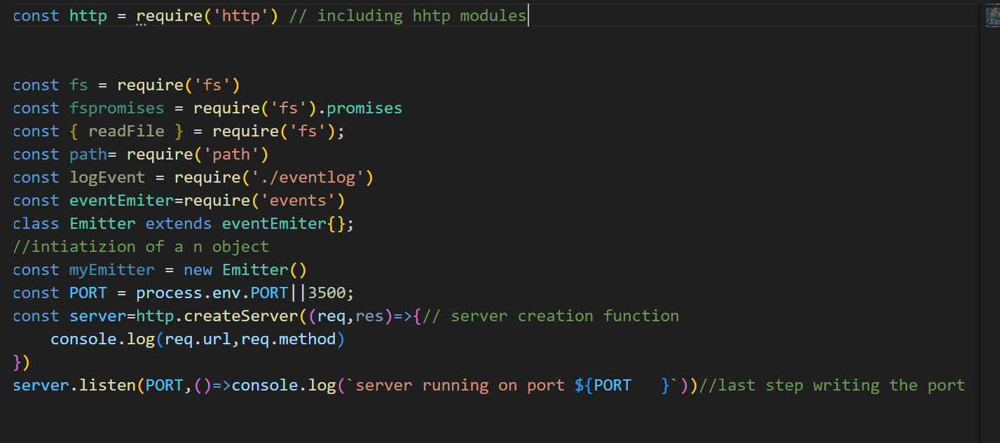 const http = require('http') // including hhtp modules
const fs = require('fs')
const fspromises = require('fs').promises
const { readFile } = require('fs');
const path= require('path')
const logEvent = require('./eventlog')
const eventEmiter=require('events')
class Emitter extends eventEmiter{};
//intiatizion of a n object
const myEmitter = new Emitter()
const PORT = process.env.PORT||3500;
const server=http.createServer((req,res)=>{// server creation function
    console.log(req.url,req.method)
})
server.listen(PORT,()=>console.log(`server running on port ${PORT   }`))//last step writing the port